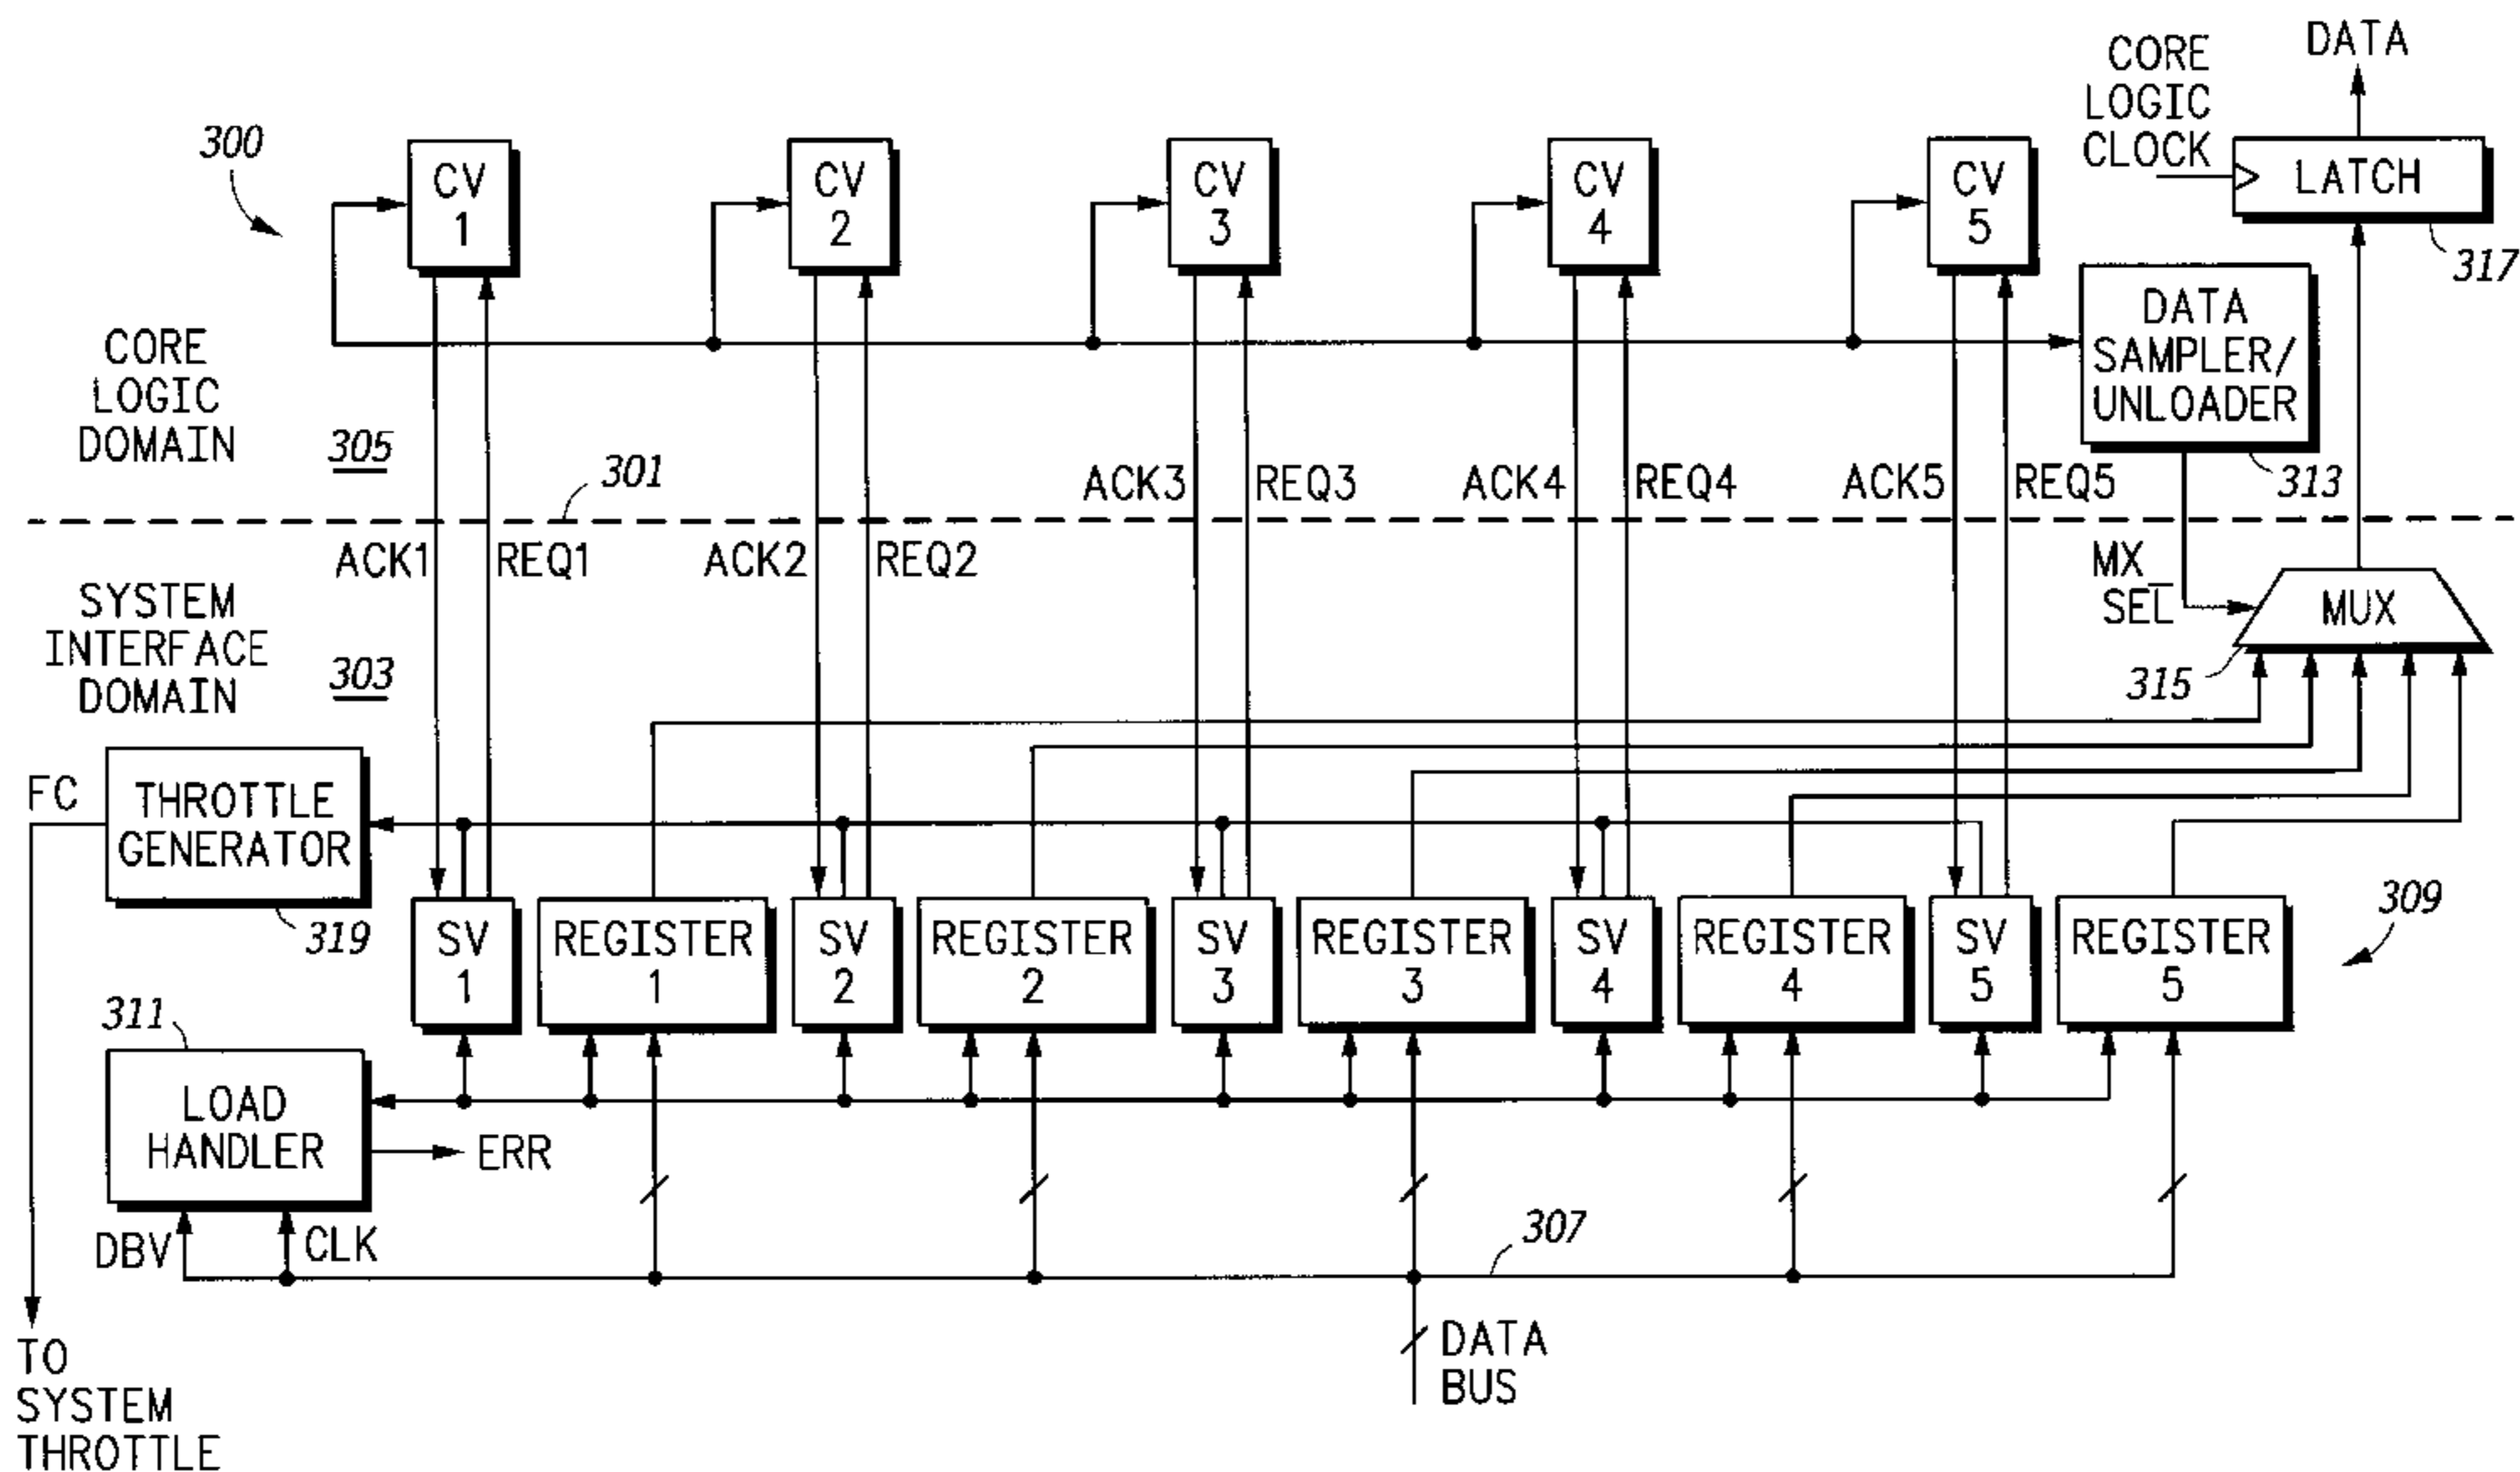 DATA
CORE
LOGIC
CLOCK
300
CV
1
CV
2
CV
3
CV
4
CV
5
LATCH
317
DATA
SAMPLER/
UNLOADER
313
CORE
LOGIC
DOMAIN
305
301
ACK3
REQ3
ACK4
REQ4
ACK5
REQ5
ACK1
REQ1
ACK2
REQ2
MX_
SEL
MUX
315
SYSTEM
INTERFACE
DOMAIN
303
FC
THROTTLE
GENERATOR
319
SV
1
REGISTER
1
SV
2
REGISTER
2
SV
3
REGISTER
3
SV
4
REGISTER
4
SV
5
REGISTER
5
309
311
LOAD
HANDLER
ERR
DBV
CLK
307
TO
SYSTEM
THROTTLE
DATA
BUS